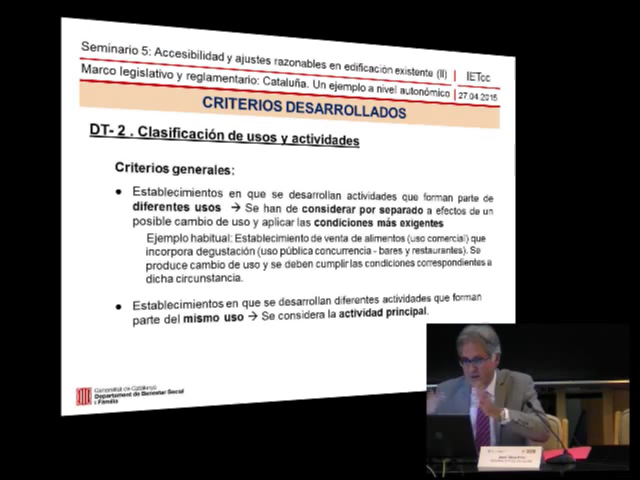 Seminario 5: Accesibilidad y ajustes razonables en edificación existente (II)
IETcc
Marco legislativo y reglamentario: Cataluña. Un ejemplo a nivel autonómico
27.04.2015
CRITERIOS DESARROLLADOS
DT- 2 . Clasificación de usos y actividades
Criterios generales:
● Establecimientos en que se desarrollan actividades que forman parte de
diferentes usos → Se han de considerar por separado a efectos de un
posible cambio de uso y aplicar las condiciones más exigentes
Ejemplo habitual: Establecimiento de venta de alimentos (uso comercial) que
incorpora degustación (uso pública concurrencia - bares y restaurantes). Se
produce cambio de uso y se deben cumplir las condiciones correspondientes a
dicha circunstancia.
● Establecimientos en que se desarrollan diferentes actividades que forman
parte del mismo uso → Se considera la actividad principal.
Generalitat de Catalunya
Departament de Benestar Social
i Família